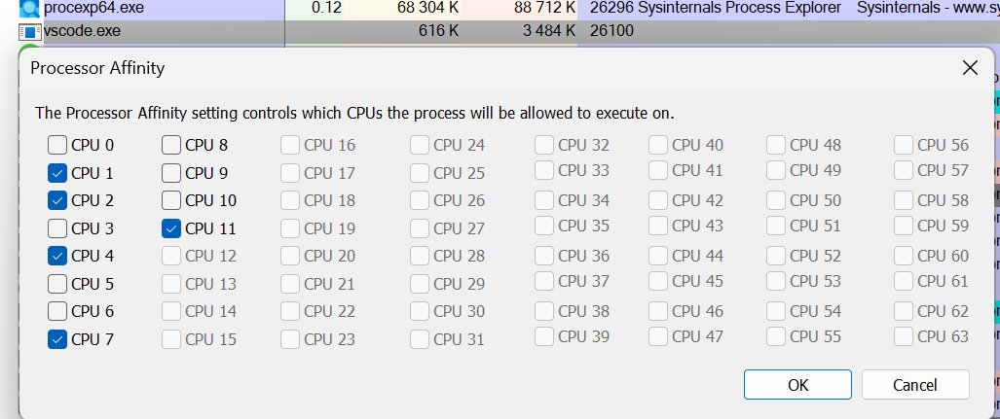 procexp64.exe 0.12 68 304 K 88 712 K 26296 Sysinternals Process Explorer Sysinternals - www.sy
vscode.exe 616 K 3 484 K 26100
Processor Affinity
The Processor Affinity setting controls which CPUs the process will be allowed to execute on.
CPU 0 CPU 8 CPU 16 CPU 24 CPU 32 CPU 40 CPU 48 CPU 56
CPU 1 CPU 9 CPU 17 CPU 25 CPU 33 CPU 41 CPU 49 CPU 57
CPU 2 CPU 10 CPU 18 CPU 26 CPU 34 CPU 42 CPU 50 CPU 58
CPU 3 CPU 11 CPU 19 CPU 27 CPU 35 CPU 43 CPU 51 CPU 59
CPU 4 CPU 12 CPU 20 CPU 28 CPU 36 CPU 44 CPU 52 CPU 60
CPU 5 CPU 13 CPU 21 CPU 29 CPU 37 CPU 45 CPU 53 CPU 61
CPU 6 CPU 14 CPU 22 CPU 30 CPU 38 CPU 46 CPU 54 CPU 62
CPU 7 CPU 15 CPU 23 CPU 31 CPU 39 CPU 47 CPU 55 CPU 63
OK Cancel